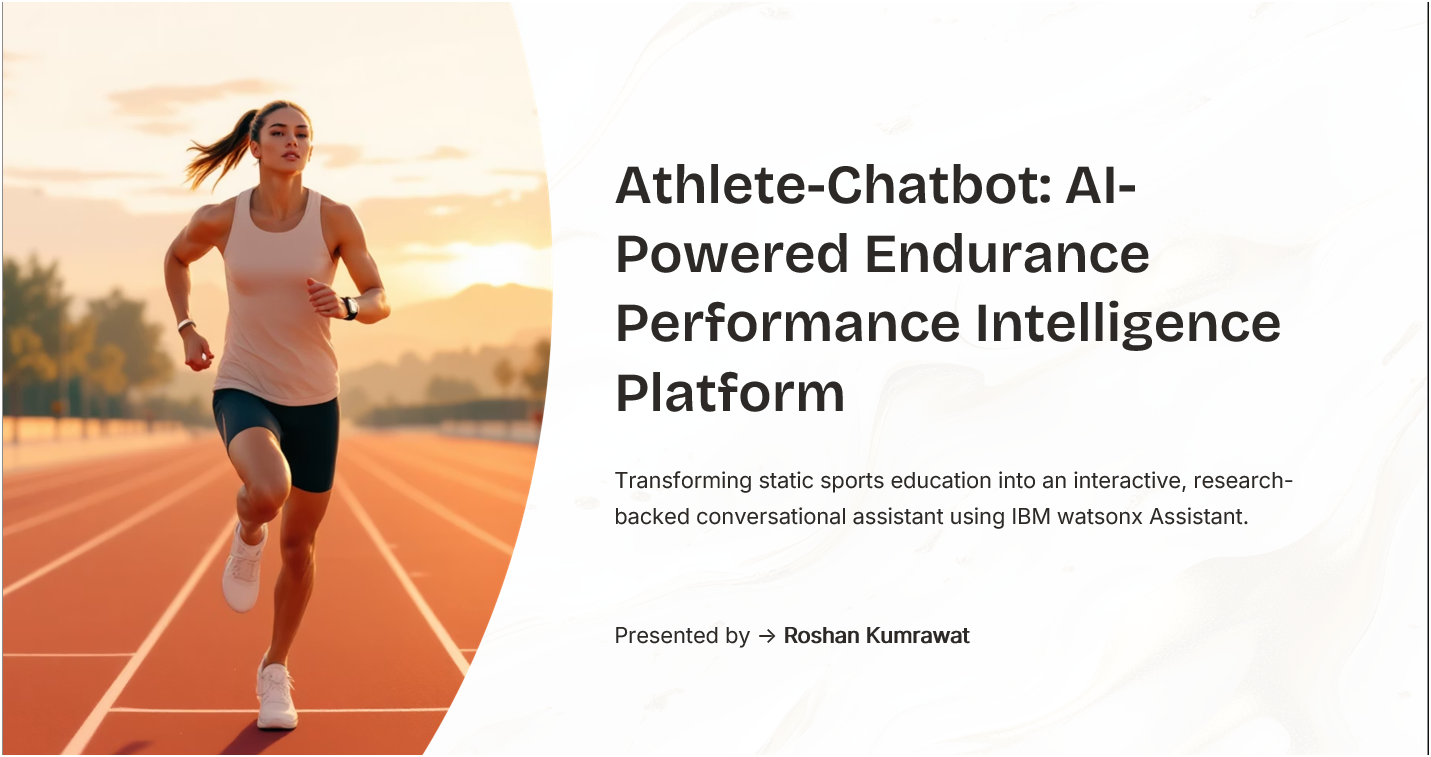 Athlete-Chatbot: AI-
Powered Endurance
Performance Intelligence
Platform
Transforming static sports education into an interactive, research-
backed conversational assistant using IBM watsonx Assistant.
Presented by → Roshan Kumrawat